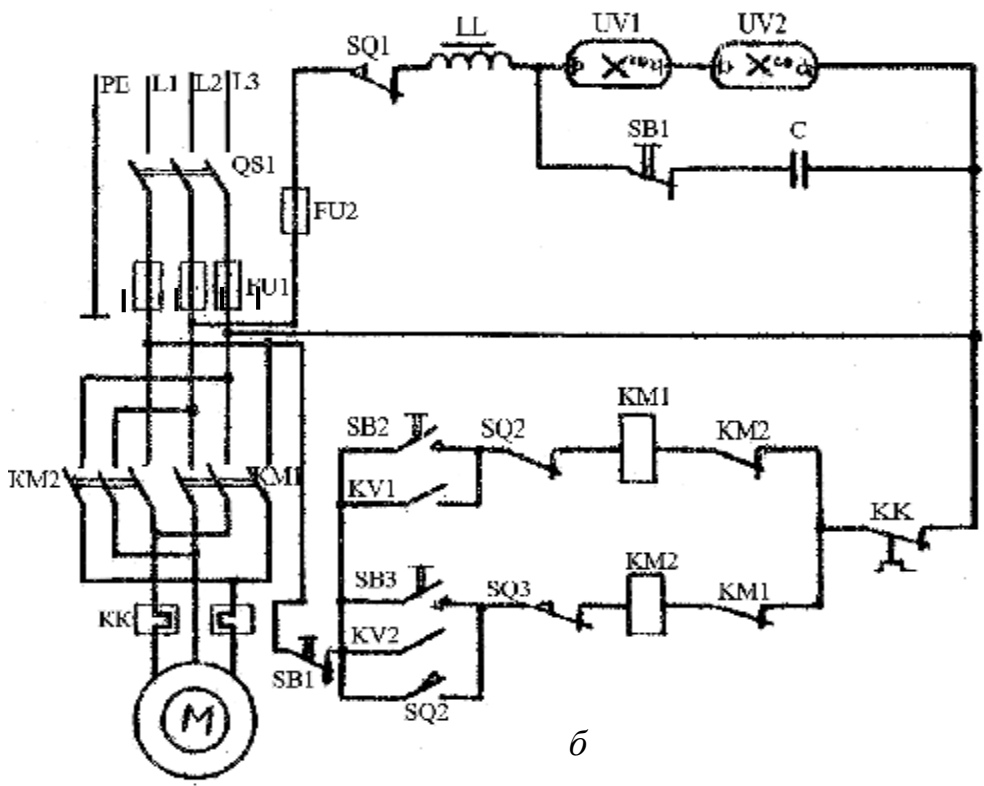 LL UV1 UV2
SQ1
PE L1 L2 L3
SB1 C
QS1
FU2
FU1
KM1
SB2 SQ2 KM2
KM2 KM1 KV1
KK
KM2
SB3 SQ3 KM1
KK KV2
SB1
SQ2
M
б